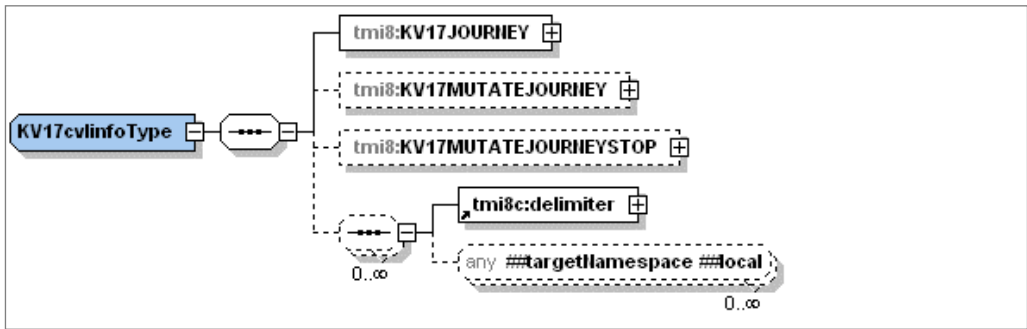 tmi8:KV17JOURNEY
tmi8:KV17MUTATEJOURNEY
KV17cvlinfoType
tmi8:KV17MUTATEJOURNEYSTOP
tmi8c:delimiter
0..∞
any ##targetNamespace ##local
0..∞